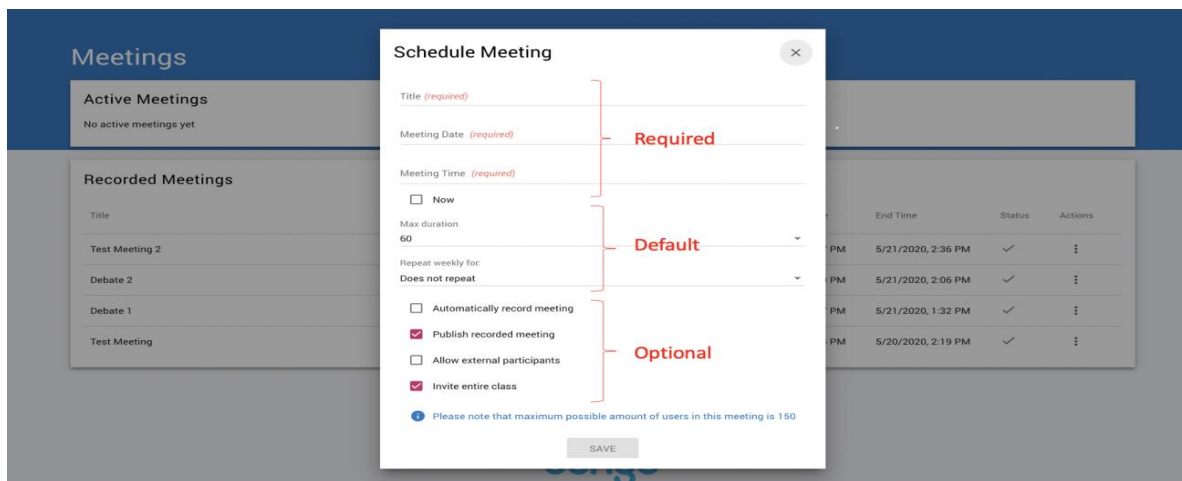 Meetings
Active Meetings
No active meetings yet
Recorded Meetings
Title
End Time
Status
Actions
Test Meeting 2
PM
5/21/2020, 2:36 PM
Debate 2
PM
5/21/2020, 2:06 PM
Debate 1
PM
5/21/2020, 1:32 PM
Test Meeting
PM
5/20/2020, 2:19 PM
Schedule Meeting
Title (required)
Meeting Date (required)
Required
Meeting Time (required)
Now
Max duration
60
Default
Repeat weekly for:
Does not repeat
Automatically record meeting
Publish recorded meeting
Optional
Allow external participants
Invite entire class
Please note that maximum possible amount of users in this meeting is 150
SAVE